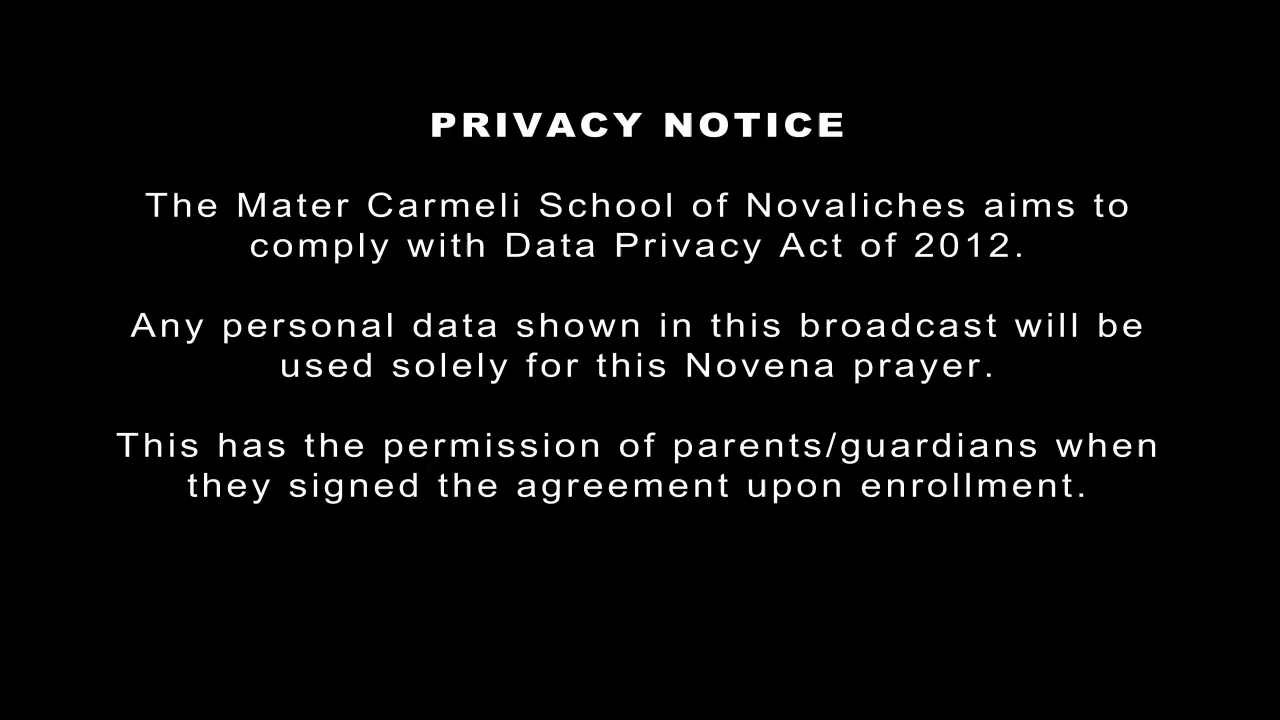 PRIVACY NOTICE
The Mater Carmeli School of Novaliches aims to
comply with Data Privacy Act of 2012.
Any personal data shown in this broadcast will be
used solely for this Novena prayer.
This has the permission of parents/guardians when
they signed the agreement upon enrollment.